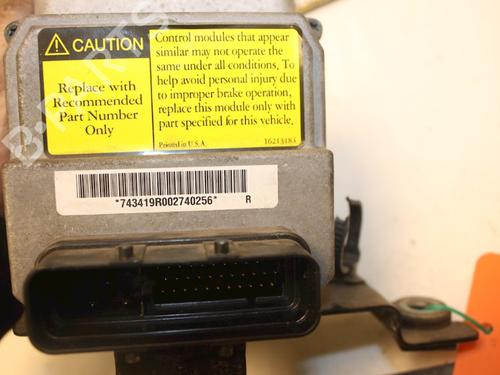 CAUTION
Replace with
Recommended
Part Number
Only
Control modules that appear
similar may not operate the
same under all conditions. To
help avoid personal injury due
to improper brake operation,
replace this module only with
part specified for this vehicle.
Printed in U.S.A. 16213184
*743419R002740256* R
B-PARTS